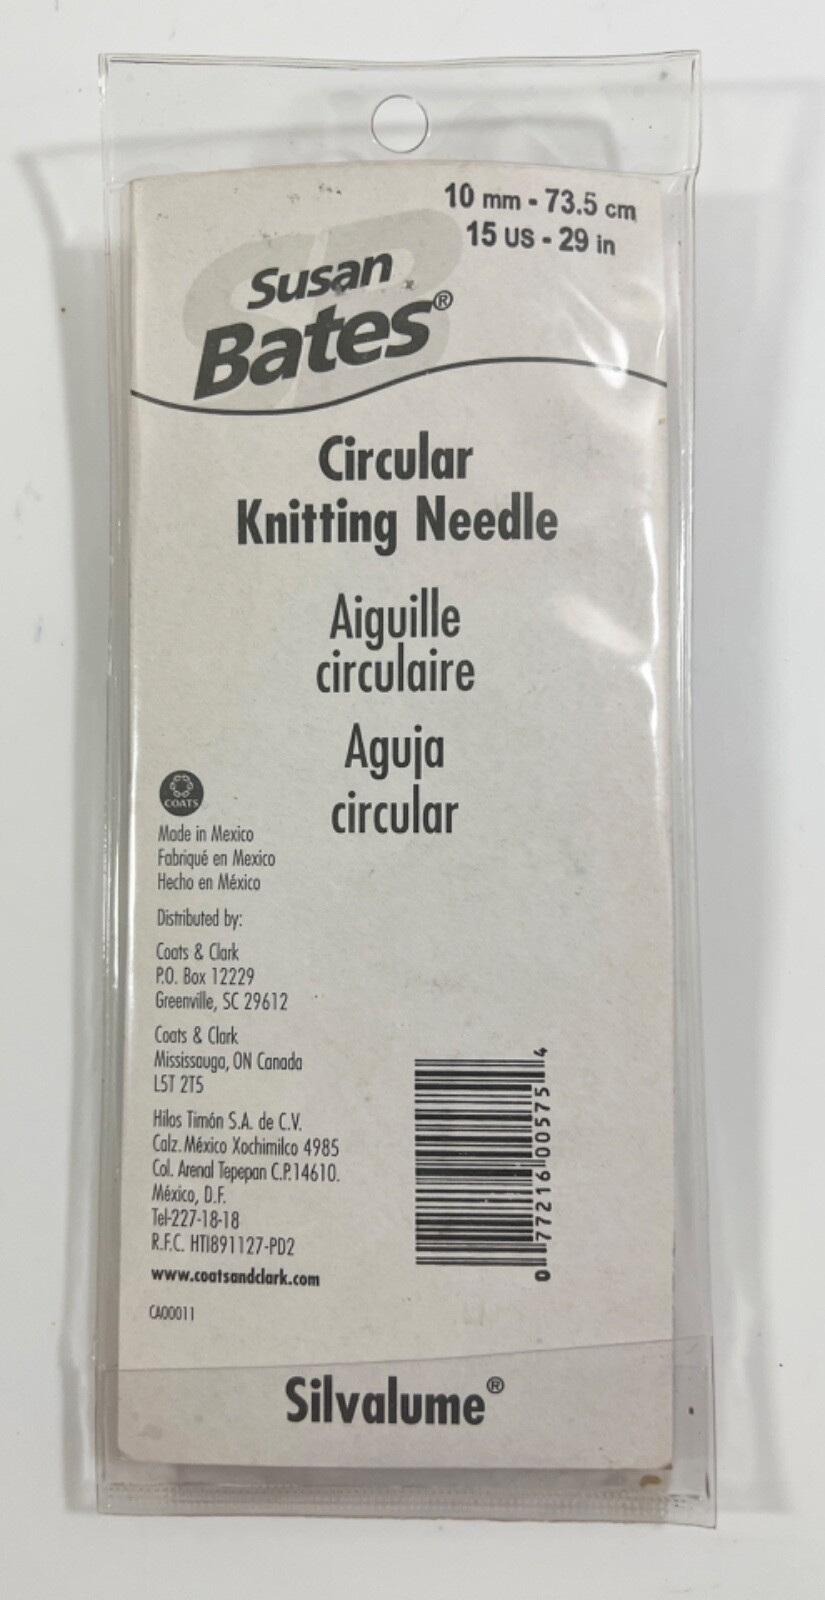 10 mm - 73.5 cm
15 US - 29 in
Susan
Bates®
Circular
Knitting Needle
Aiguille
circulaire
Aguja
circular
COATS
Made in Mexico
Fabriqué en Mexico
Hecho en México
Distributed by:
Coats & Clark
P.O. Box 12229
Greenville, SC 29612
Coats & Clark
Mississauga, ON Canada
L5T 2T5
Hilos Timón S.A. de C.V.
Calz. México Xochimilco 4985
Col. Arenal Tepepan C.P. 14610.
México, D.F.
Tel-227-18-18
R.F.C. HTI891127-PD2
www.coatsandclark.com
CA00011
0 77216 00575 4
Silvalume®